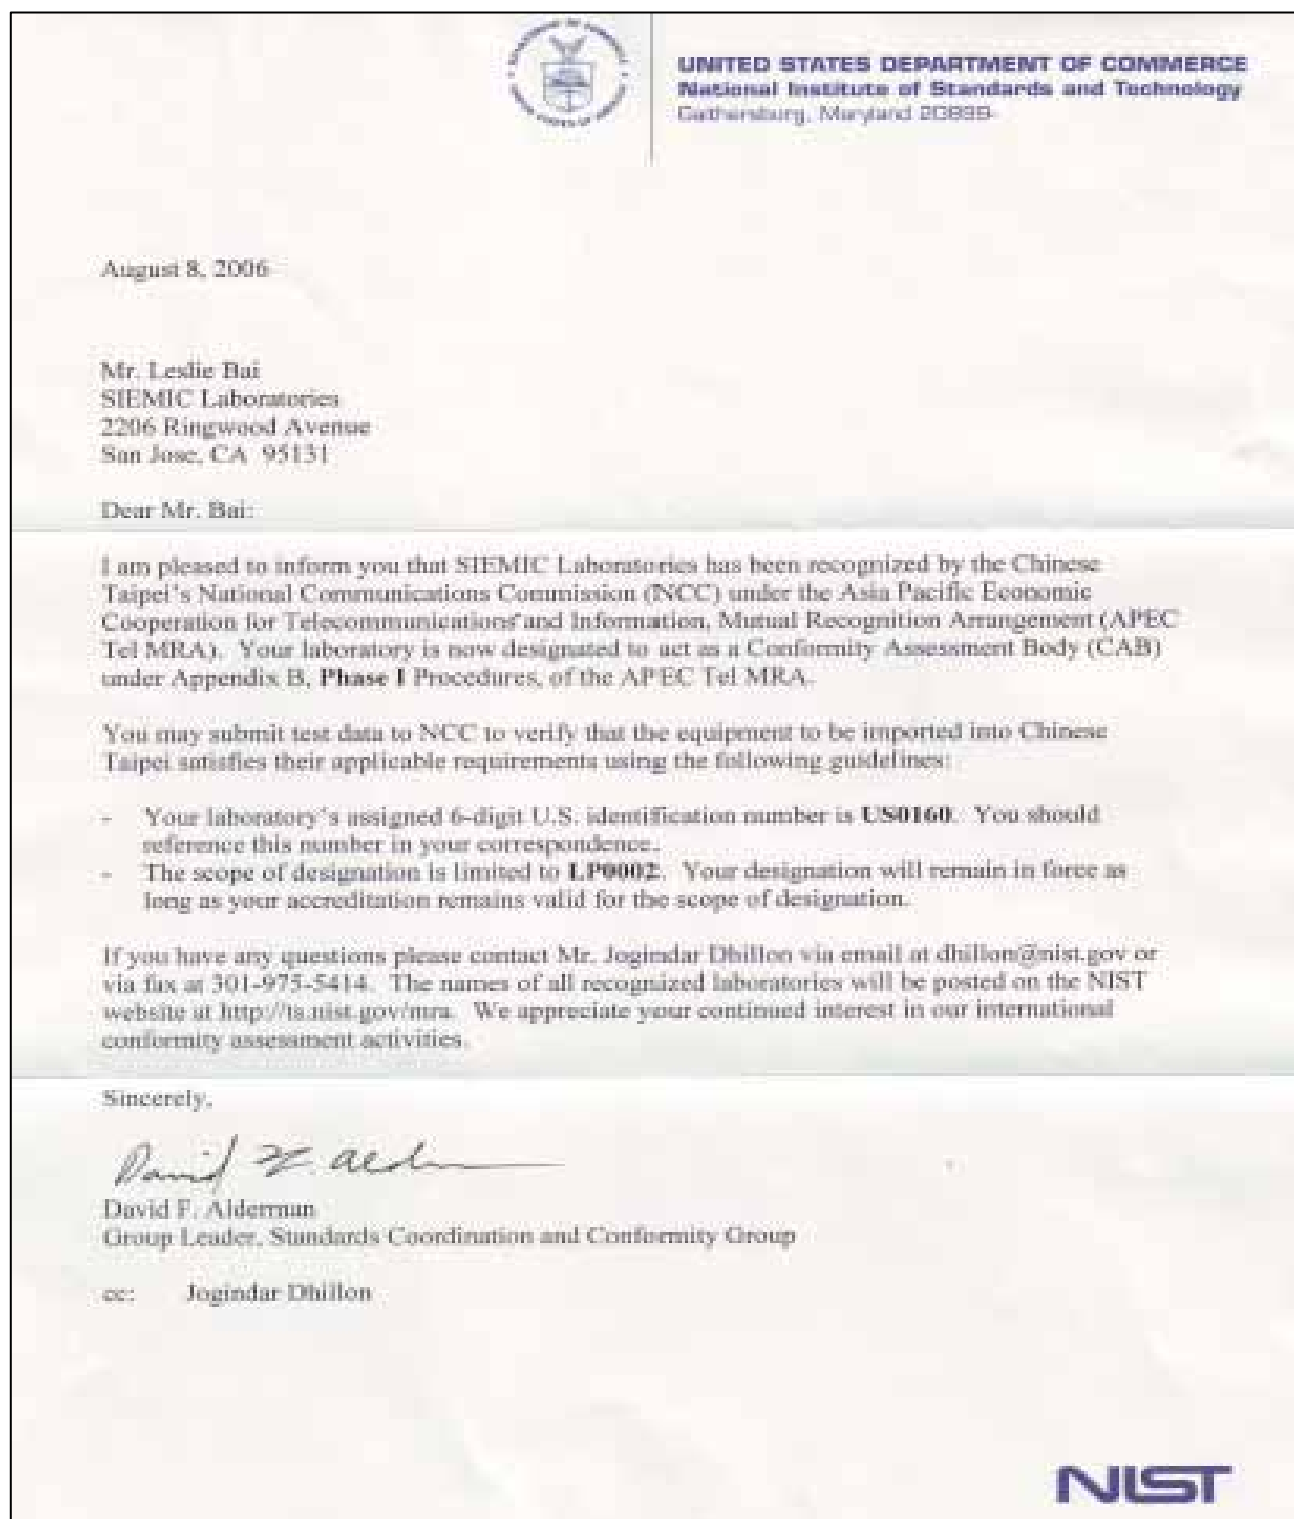 UNITED STATES DEPARTMENT OF COMMERCE
National Institute of Standards and Technology
Gaithersburg, Maryland 20899-
August 8, 2006
Mr. Leslie Bai
SIEMIC Laboratories
2206 Ringwood Avenue
San Jose, CA 95131
Dear Mr. Bai:
I am pleased to inform you that SIEMIC Laboratories has been recognized by the Chinese
Taipei's National Communications Commission (NCC) under the Asia Pacific Economic
Cooperation for Telecommunications and Information, Mutual Recognition Arrangement (APEC
Tel MRA). Your laboratory is now designated to act as a Conformity Assessment Body (CAB)
under Appendix B, Phase I Procedures, of the APEC Tel MRA.
You may submit test data to NCC to verify that the equipment to be imported into Chinese
Taipei satisfies their applicable requirements using the following guidelines:
- Your laboratory's assigned 6-digit U.S. identification number is US0160. You should
reference this number in your correspondence.
- The scope of designation is limited to LP0002. Your designation will remain in force as
long as your accreditation remains valid for the scope of designation.
If you have any questions please contact Mr. Jogindar Dhillon via email at dhillon@nist.gov or
via fax at 301-975-5414. The names of all recognized laboratories will be posted on the NIST
website at http://ts.nist.gov/mra. We appreciate your continued interest in our international
conformity assessment activities.
Sincerely,
David F. Alderman
Group Leader, Standards Coordination and Conformity Group
cc: Jogindar Dhillon
NIST